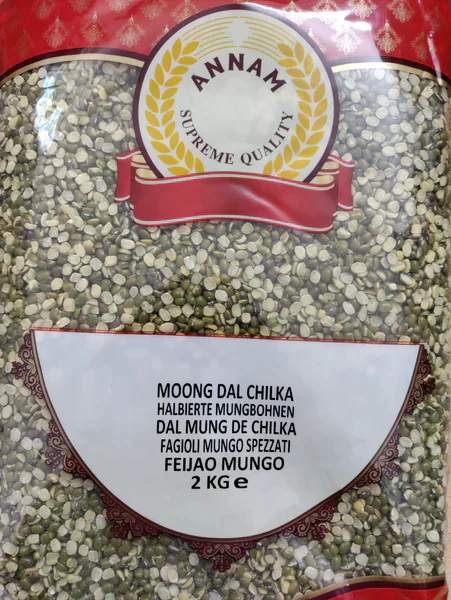 ANNAM
SUPREME QUALITY
MOONG DAL CHILKA
HALBIERTE MUNGBOHNEN
DAL MUNG DE CHILKA
FAGIOLI MUNGO SPEZZATI
FEIJAO MUNGO
2 KG e